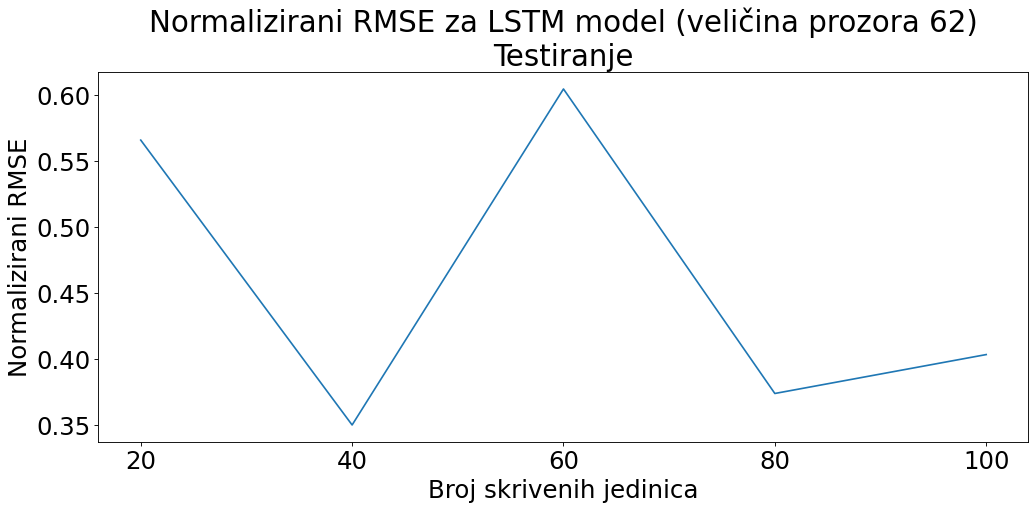 Normalizirani RMSE za LSTM model (veličina prozora 62)
Testiranje
Normalizirani RMSE
0.60
0.55
0.50
0.45
0.40
0.35
20 40 60 80 100
Broj skrivenih jedinica